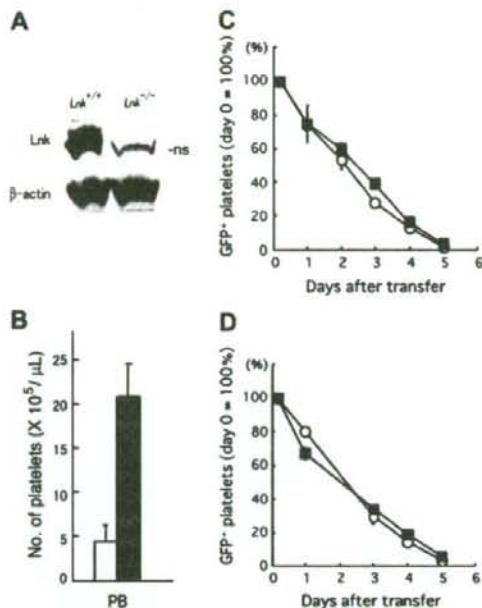 A
Lnk+/+ Lnk-/-
Lnk
-ns
β-actin
B
No. of platelets (X 10⁵/ μL)
25
20
15
10
5
0
PB
C
(%)
GFP⁺ platelets (day 0 = 100%)
100
80
60
40
20
0
0 1 2 3 4 5 6
Days after transfer
D
(%)
GFP⁺ platelets (day 0 = 100%)
100
80
60
40
20
0
0 1 2 3 4 5 6
Days after transfer